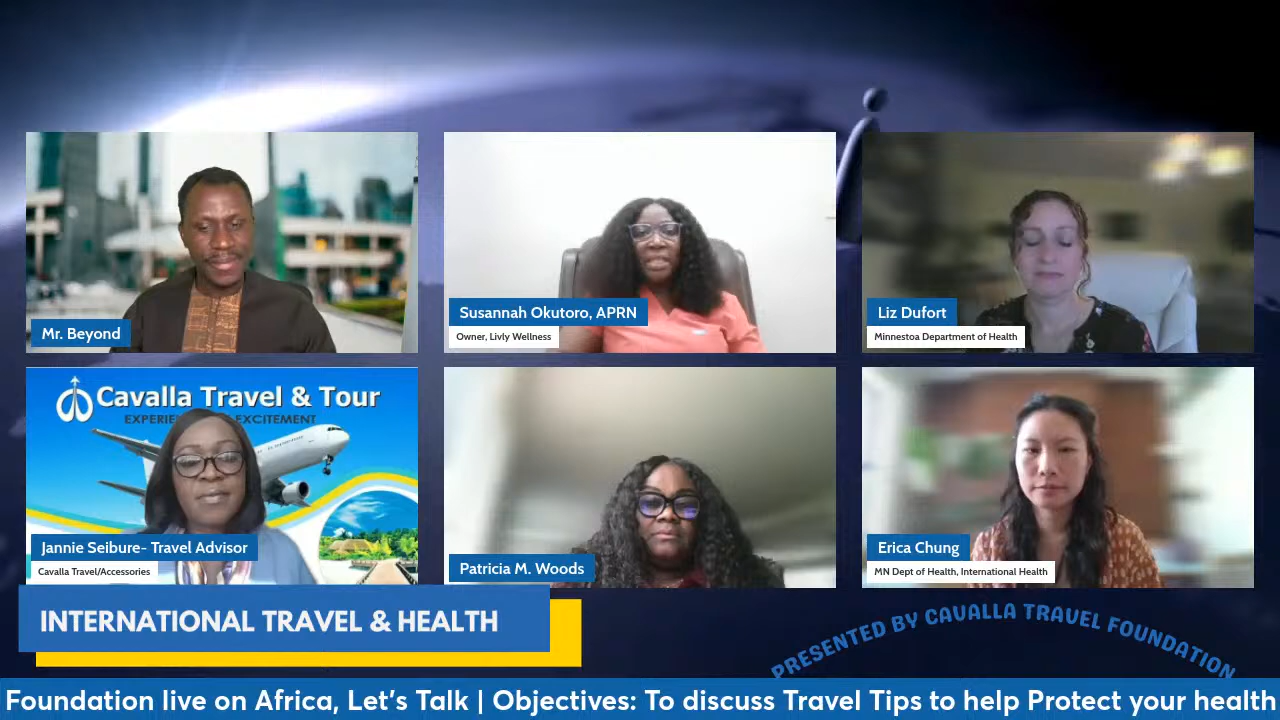 Mr. Beyond
Susannah Okutoro, APRN
Owner, Livly Wellness
Liz Dufort
Minnestoa Department of Health
Cavalla Travel & Tour
EXCITEMENT
Jannie Seibure- Travel Advisor
Cavalla Travel/Accessories
Patricia M. Woods
Erica Chung
MN Dept of Health, International Health
INTERNATIONAL TRAVEL & HEALTH
PRESENTED BY CAVALLA TRAVEL FOUNDATION
Foundation live on Africa, Let's Talk | Objectives: To discuss Travel Tips to help Protect your health